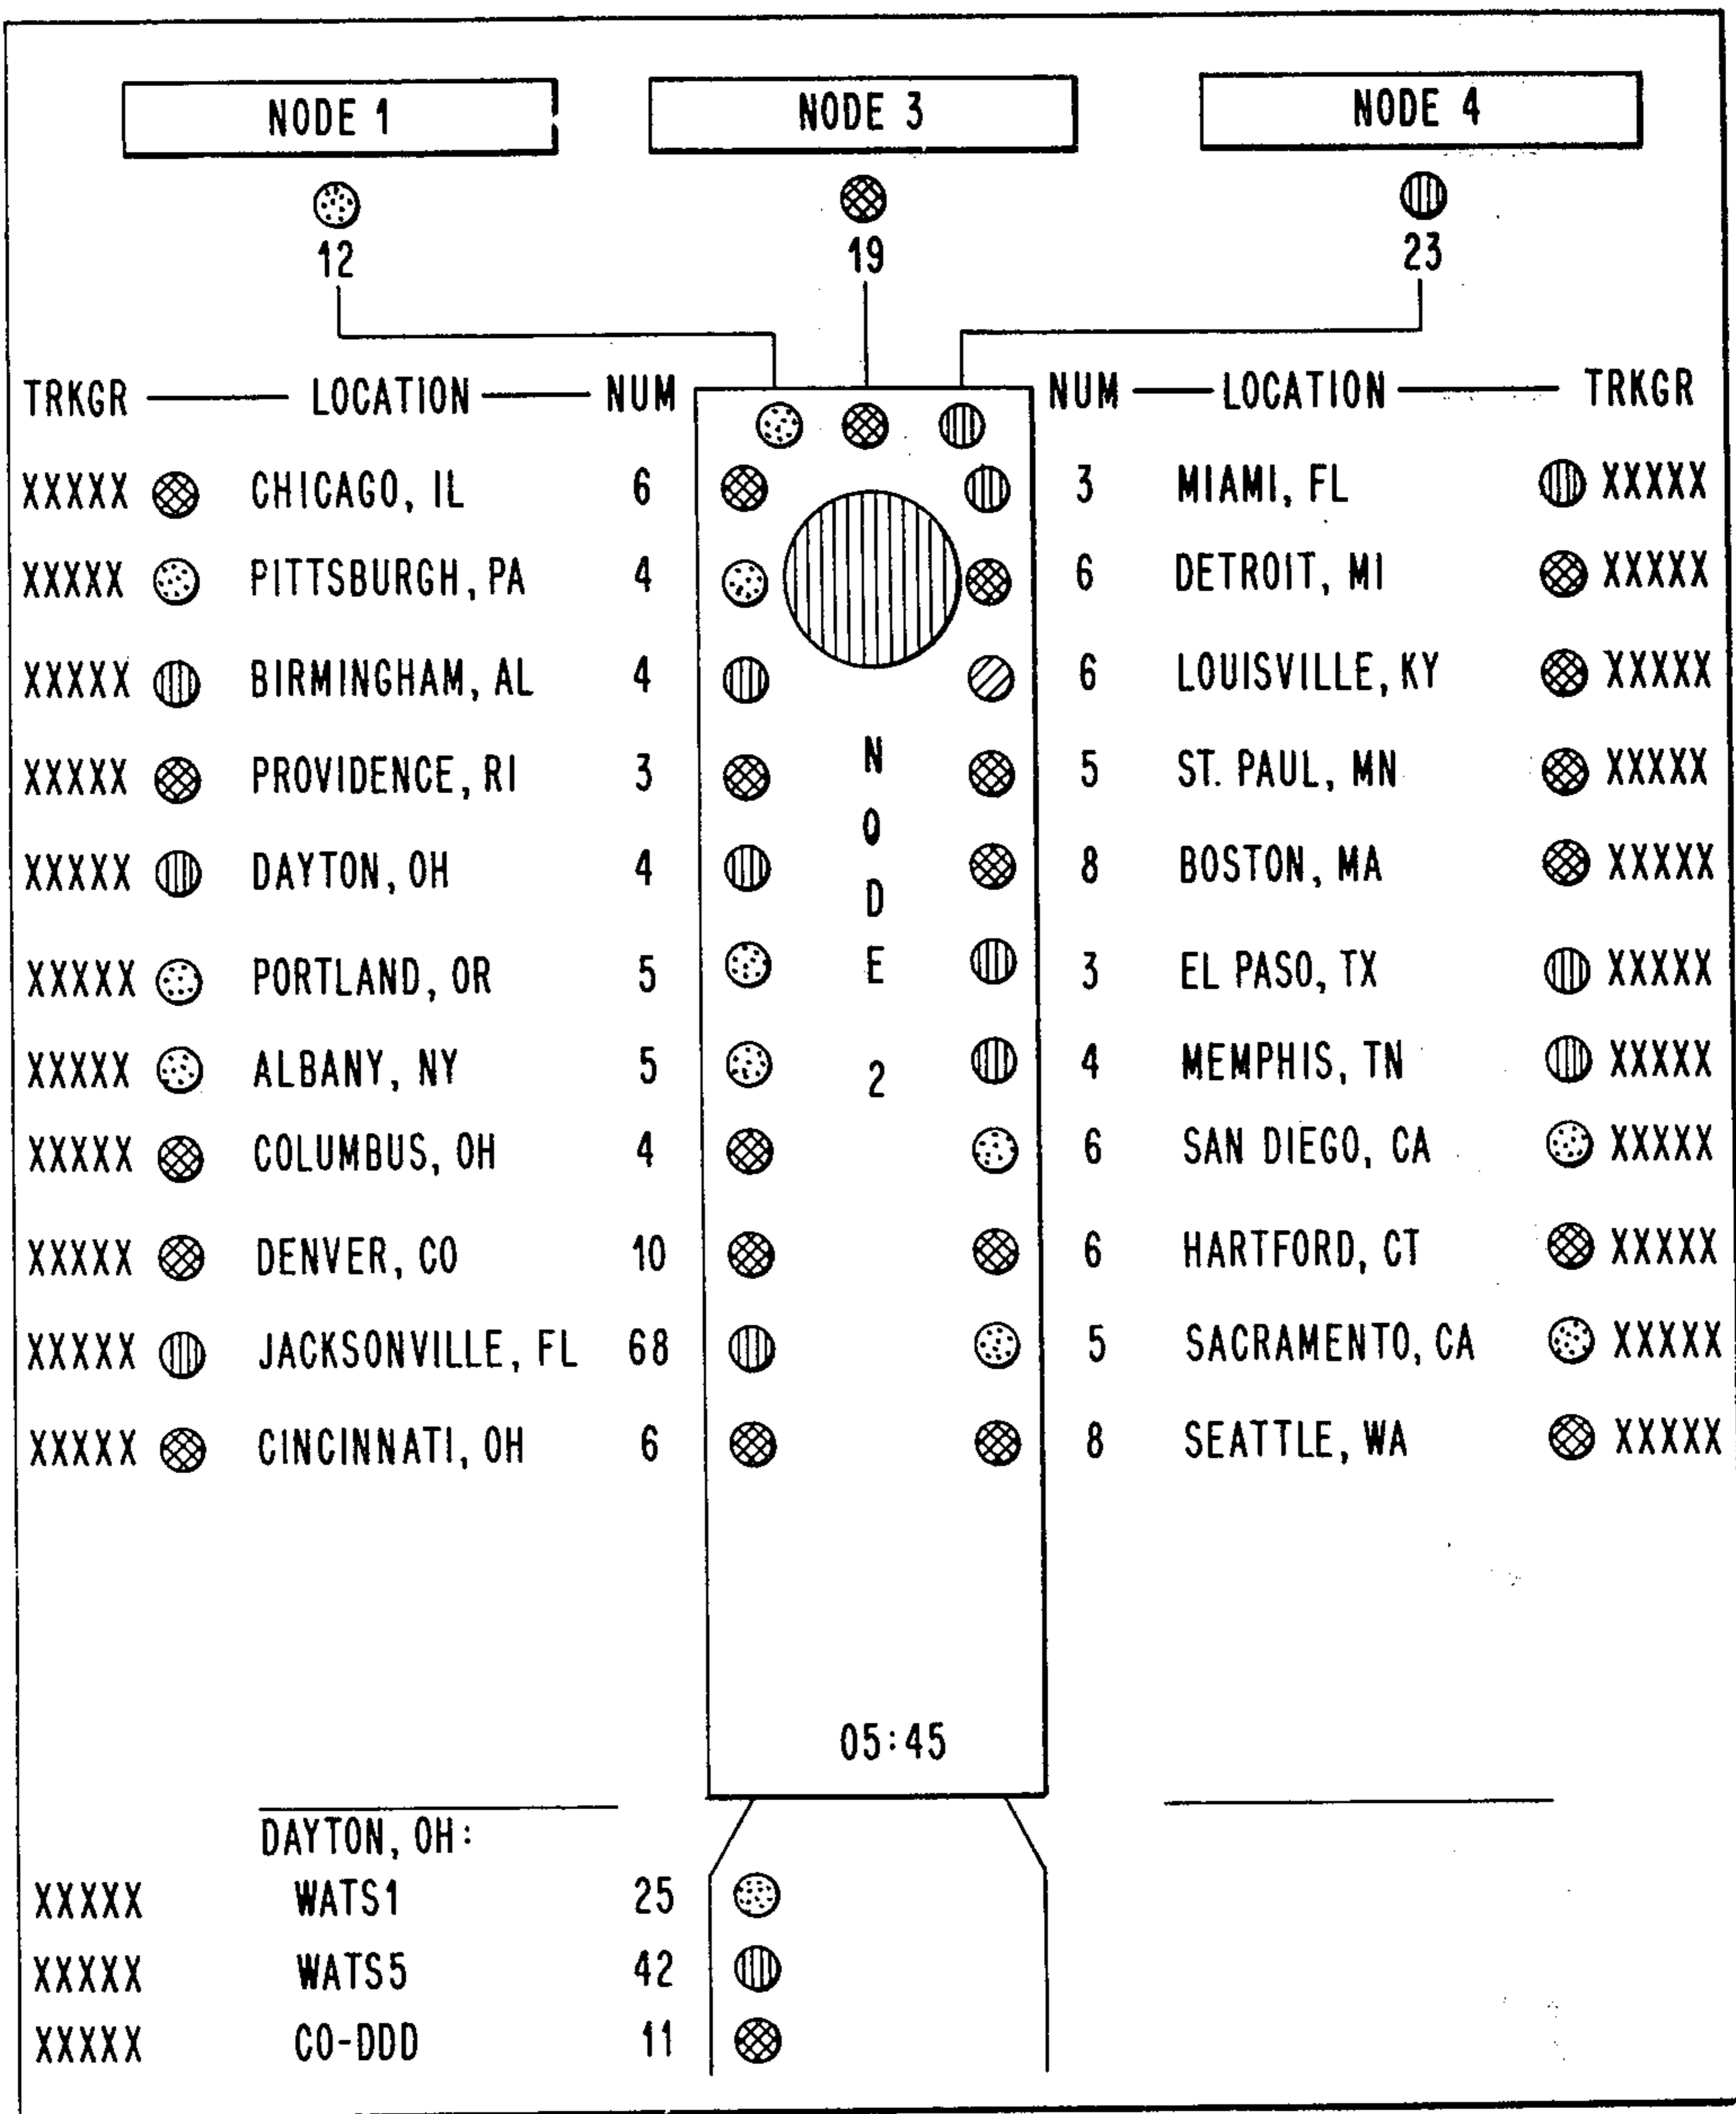 NODE 1 NODE 3 NODE 4
12 19 23
TRKGR LOCATION NUM NUM LOCATION TRKGR
XXXXX CHICAGO, IL 6 3 MIAMI, FL XXXXX
XXXXX PITTSBURGH, PA 4 6 DETROIT, MI XXXXX
XXXXX BIRMINGHAM, AL 4 6 LOUISVILLE, KY XXXXX
XXXXX PROVIDENCE, RI 3 N 5 ST. PAUL, MN XXXXX
O
XXXXX DAYTON, OH 4 D 8 BOSTON, MA XXXXX
XXXXX PORTLAND, OR 5 E 3 EL PASO, TX XXXXX
XXXXX ALBANY, NY 5 2 4 MEMPHIS, TN XXXXX
XXXXX COLUMBUS, OH 4 6 SAN DIEGO, CA XXXXX
XXXXX DENVER, CO 10 6 HARTFORD, CT XXXXX
XXXXX JACKSONVILLE, FL 68 5 SACRAMENTO, CA XXXXX
XXXXX CINCINNATI, OH 6 8 SEATTLE, WA XXXXX
05:45
DAYTON, OH:
XXXXX WATS1 25
XXXXX WATS5 42
XXXXX CO-DDD 11